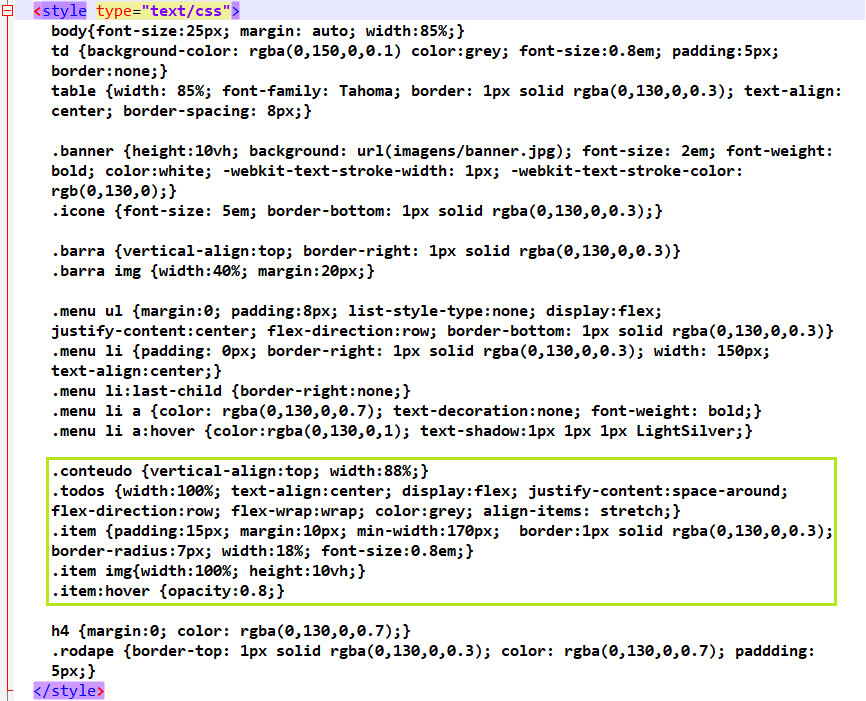 <style type="text/css">
body{font-size:25px; margin: auto; width:85%;}
td {background-color: rgba(0,150,0,0.1) color:grey; font-size:0.8em; padding:5px;
border:none;}
table {width: 85%; font-family: Tahoma; border: 1px solid rgba(0,130,0,0.3); text-align:
center; border-spacing: 8px;}
.banner {height:10vh; background: url(imagens/banner.jpg); font-size: 2em; font-weight:
bold; color:white; -webkit-text-stroke-width: 1px; -webkit-text-stroke-color:
rgb(0,130,0);}
.icone {font-size: 5em; border-bottom: 1px solid rgba(0,130,0,0.3);}
.barra {vertical-align:top; border-right: 1px solid rgba(0,130,0,0.3)}
.barra img {width:40%; margin:20px;}
.menu ul {margin:0; padding:8px; list-style-type:none; display:flex;
justify-content:center; flex-direction:row; border-bottom: 1px solid rgba(0,130,0,0.3)}
.menu li {padding: 0px; border-right: 1px solid rgba(0,130,0,0.3); width: 150px;
text-align:center;}
.menu li:last-child {border-right:none;}
.menu li a {color: rgba(0,130,0,0.7); text-decoration:none; font-weight: bold;}
.menu li a:hover {color:rgba(0,130,0,1); text-shadow:1px 1px 1px LightSilver;}
.conteudo {vertical-align:top; width:88%;}
.todos {width:100%; text-align:center; display:flex; justify-content:space-around;
flex-direction:row; flex-wrap:wrap; color:grey; align-items: stretch;}
.item {padding:15px; margin:10px; min-width:170px;  border:1px solid rgba(0,130,0,0.3);
border-radius:7px; width:18%; font-size:0.8em;}
.item img{width:100%; height:10vh;}
.item:hover {opacity:0.8;}
h4 {margin:0; color: rgba(0,130,0,0.7);}
.rodape {border-top: 1px solid rgba(0,130,0,0.3); color: rgba(0,130,0,0.7); paddding:
5px;}
</style>